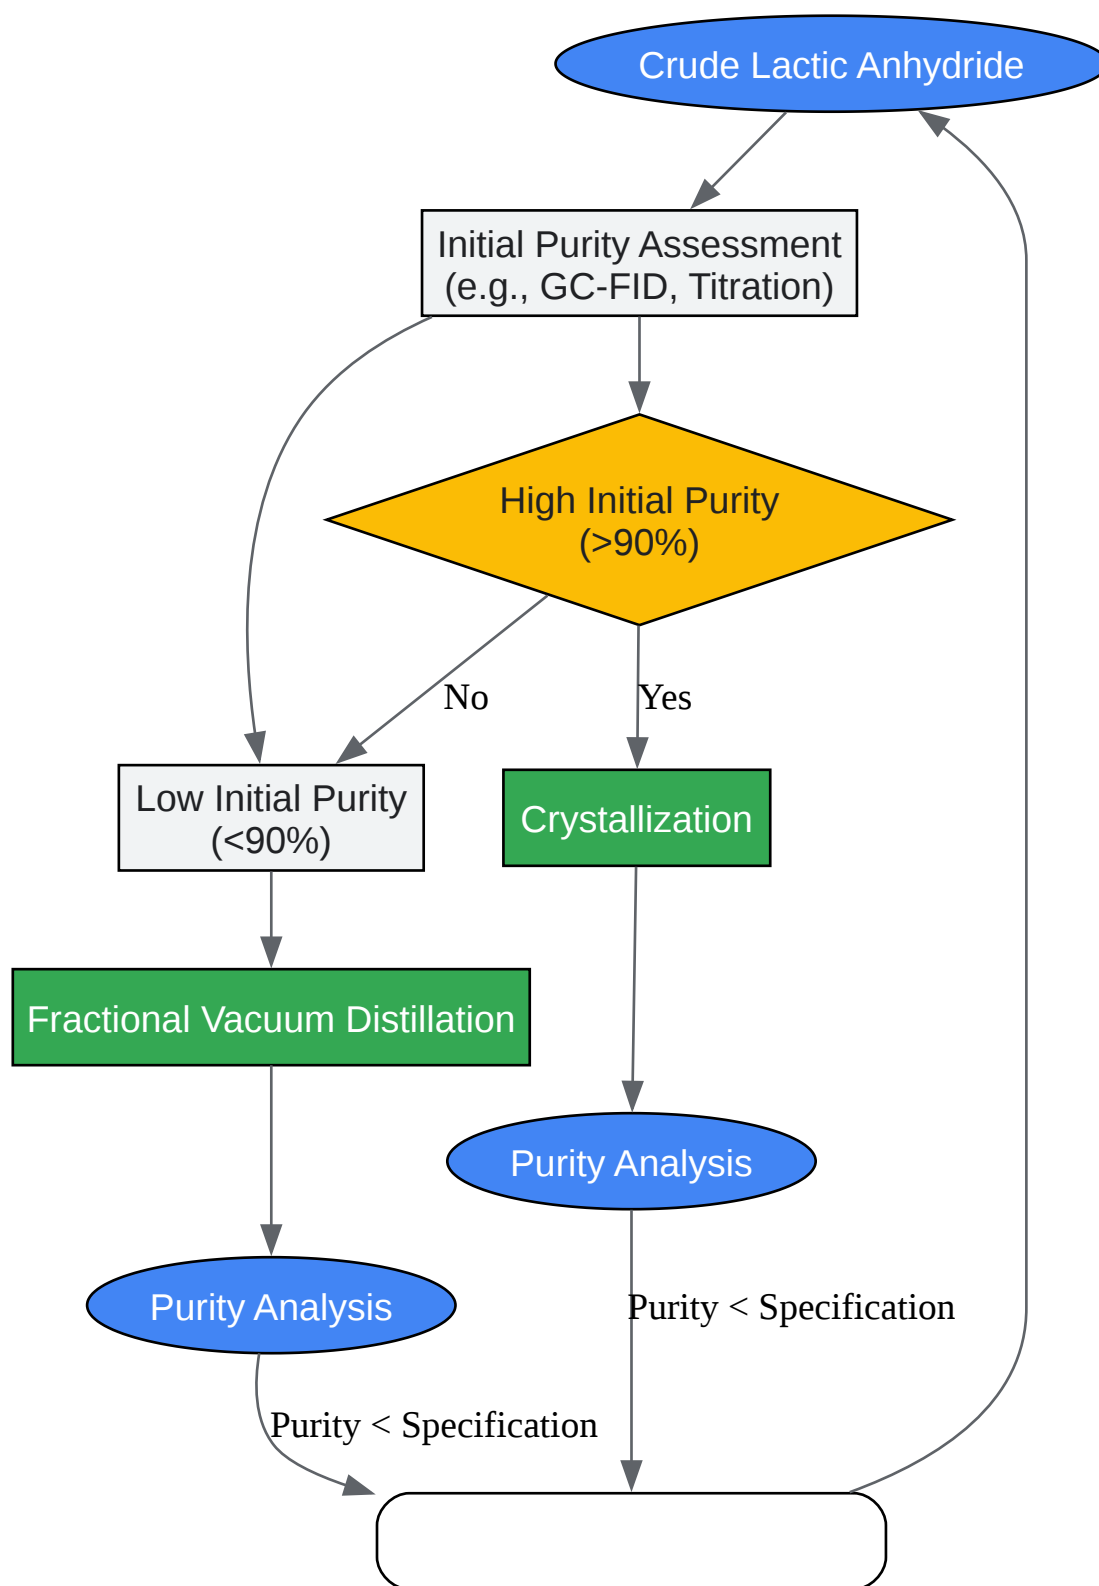 Crude Lactic Anhydride
Initial Purity Assessment
(e.g., GC-FID, Titration)
High Initial Purity
(>90%)
No
Yes
Low Initial Purity
(<90%)
Crystallization
Fractional Vacuum Distillation
Purity Analysis
Purity Analysis
Purity < Specification
Purity < Specification